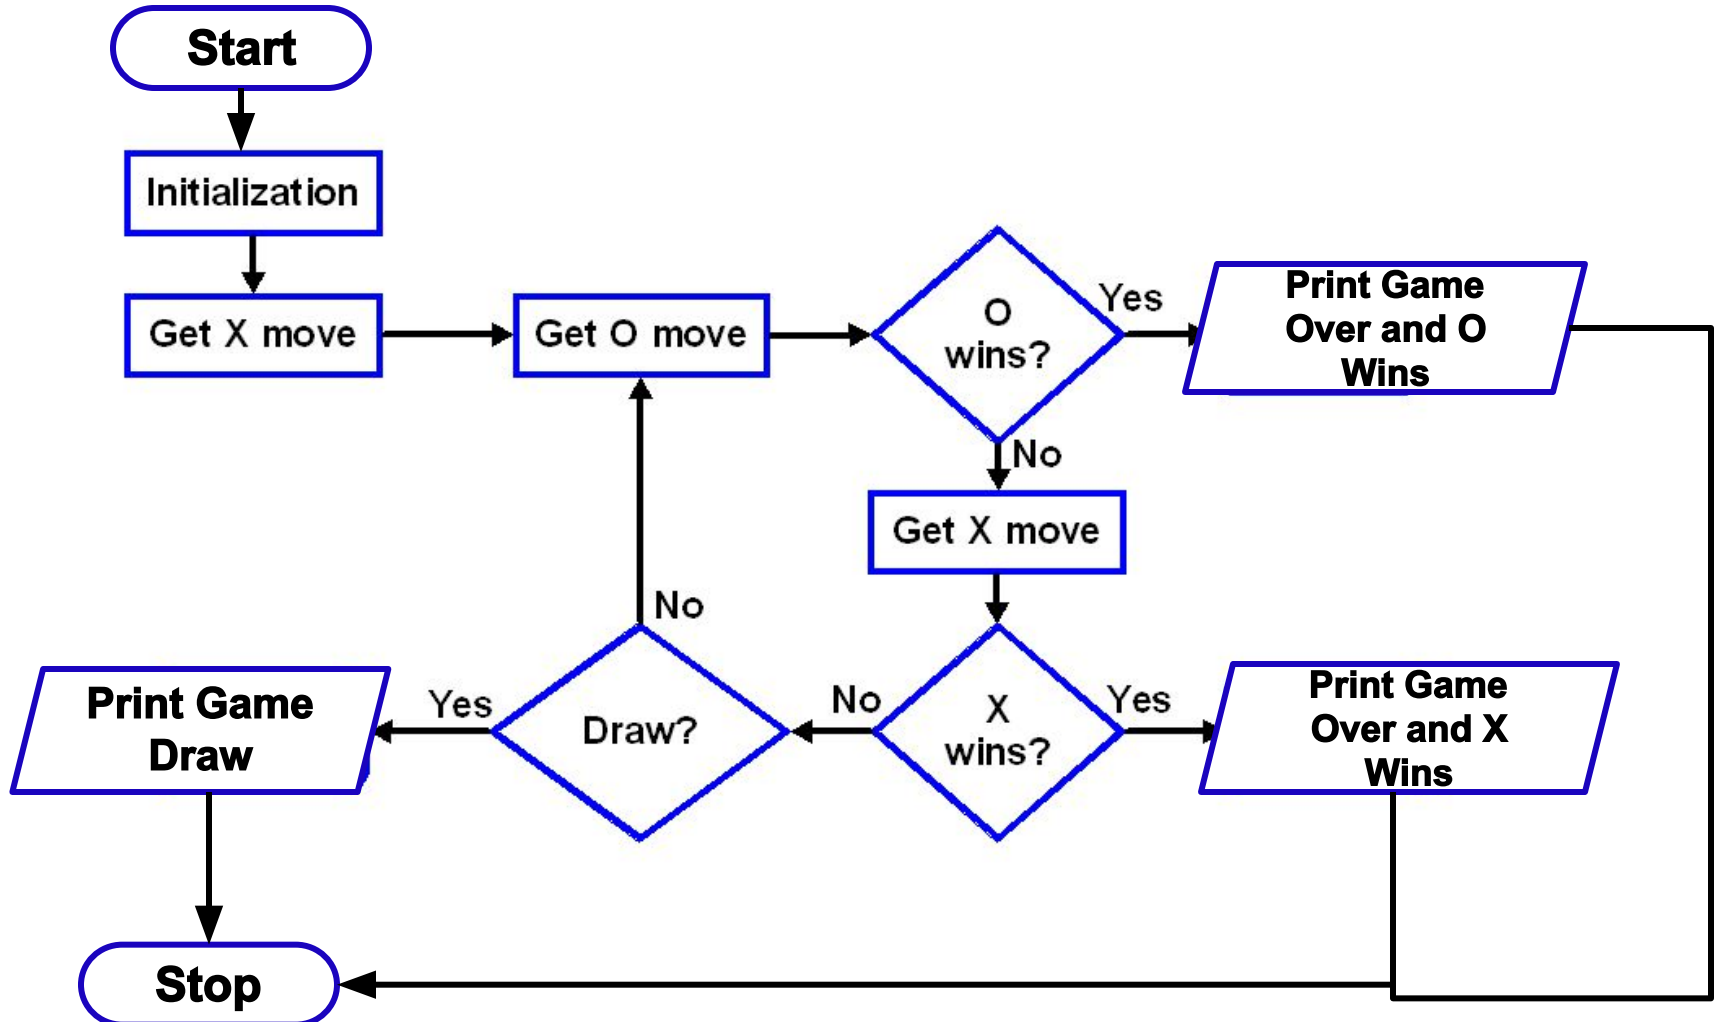 Start
Initialization
Get X move
Get O move
O
wins?
Yes
Print Game
Over and O
Wins
No
Get X move
X
wins?
Yes
Print Game
Over and X
Wins
No
Draw?
No
Yes
Print Game
Draw
Stop